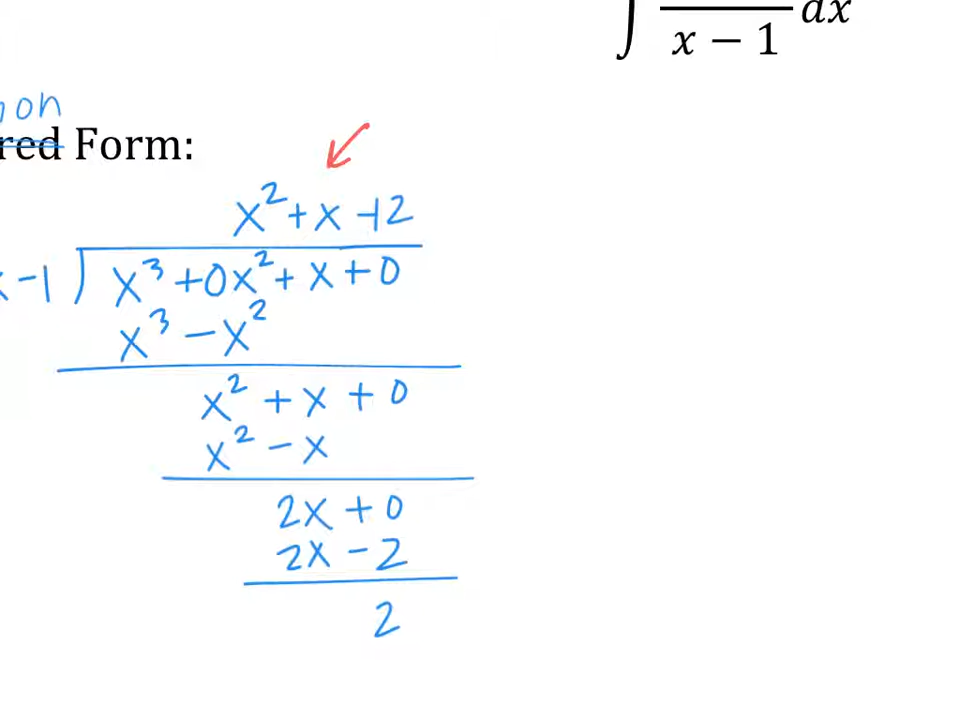 dx
x − 1
on
red Form:
x² + x + 2
-1 ) x³ + 0x² + x + 0
x³ − x²
x² + x + 0
x² − x
2x + 0
2x − 2
2